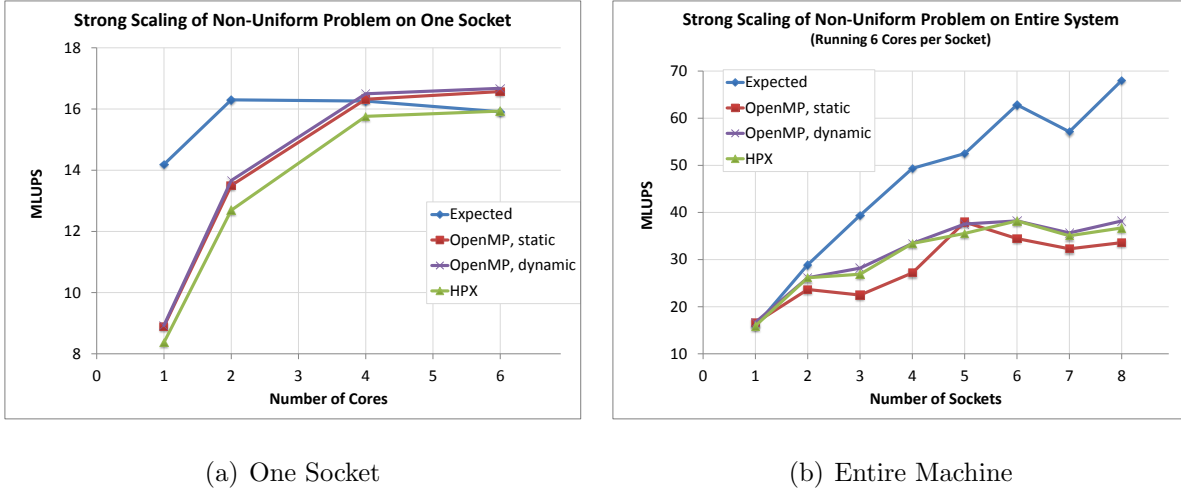 Strong Scaling of Non-Uniform Problem on One Socket
18
16
14
12
10
8
MLUPS
0 1 2 3 4 5 6
Number of Cores
Expected
OpenMP, static
OpenMP, dynamic
HPX
(a) One Socket
Strong Scaling of Non-Uniform Problem on Entire System
(Running 6 Cores per Socket)
70
60
50
40
30
20
10
MLUPS
0 1 2 3 4 5 6 7 8
Number of Sockets
Expected
OpenMP, static
OpenMP, dynamic
HPX
(b) Entire Machine